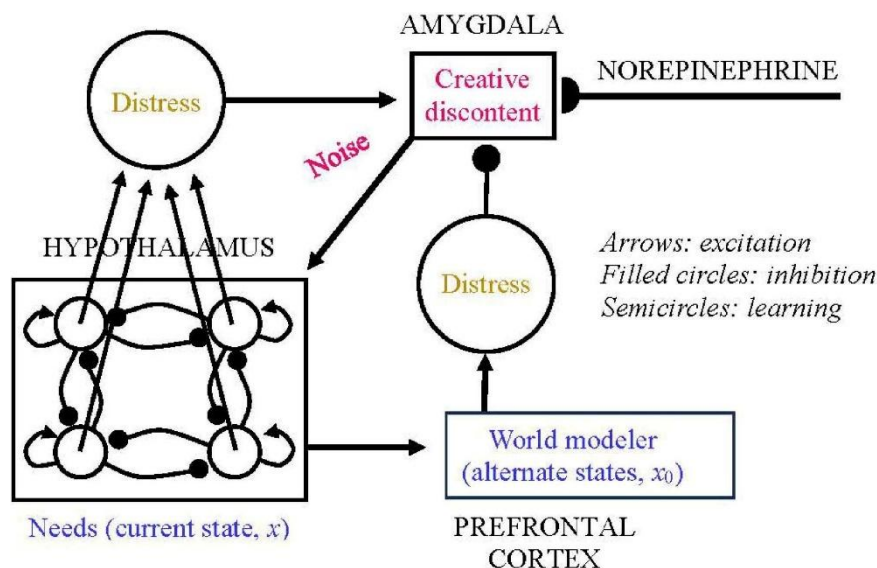 AMYGDALA
Distress
Creative
discontent
NOREPINEPHRINE
Noise
HYPOTHALAMUS
Distress
Arrows: excitation
Filled circles: inhibition
Semicircles: learning
World modeler
(alternate states, x₀)
Needs (current state, x)
PREFRONTAL
CORTEX